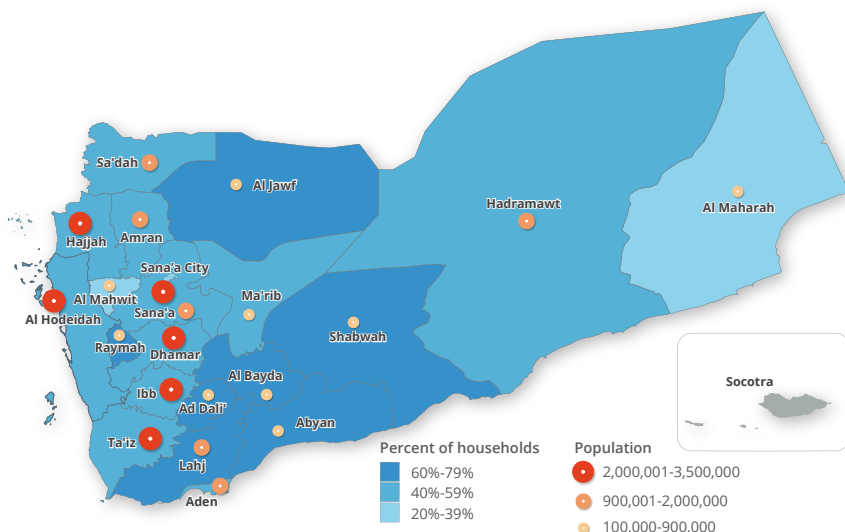 Sa'dah
Al Jawf
Hadramawt
Al Maharah
Hajjah
Amran
Sana'a City
Al Mahwit
Ma'rib
Sana'a
Al Hodeidah
Shabwah
Raymah
Dhamar
Al Bayda
Socotra
Ibb
Ad Dali'
Abyan
Ta'iz
Lahj
Aden
Percent of households
60%-79%
40%-59%
20%-39%
Population
2,000,001-3,500,000
900,001-2,000,000
100,000-900,000